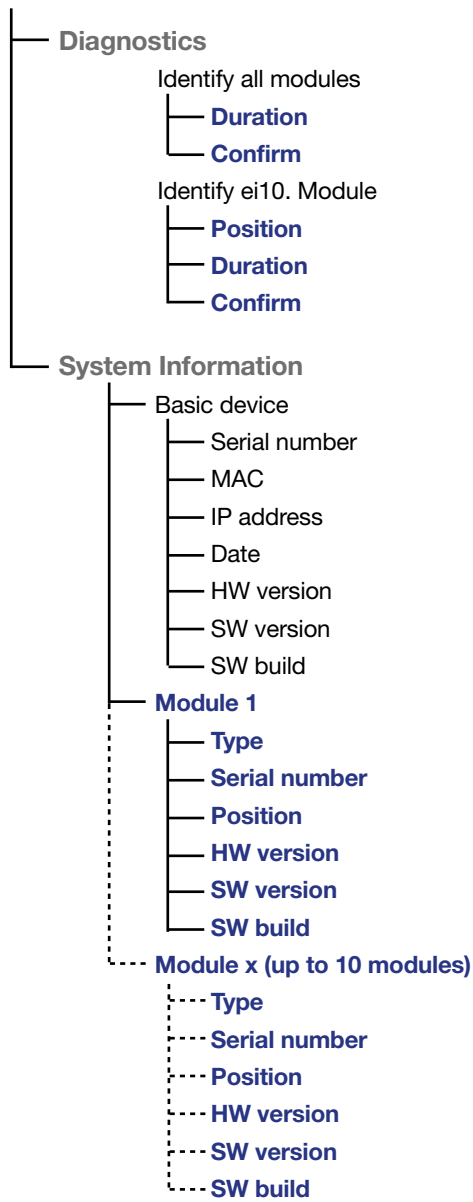 Diagnostics
Identify all modules
Duration
Confirm
Identify ei10. Module
Position
Duration
Confirm
System Information
Basic device
Serial number
MAC
IP address
Date
HW version
SW version
SW build
Module 1
Type
Serial number
Position
HW version
SW version
SW build
Module x (up to 10 modules)
Type
Serial number
Position
HW version
SW version
SW build